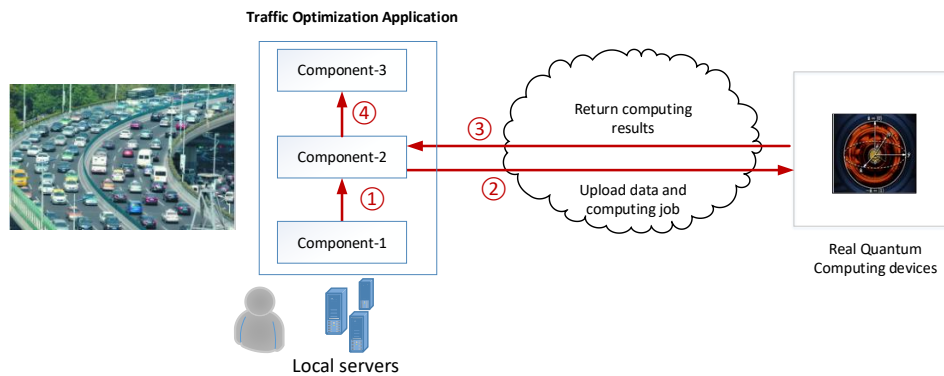 Traffic Optimization Application
Component-3
④
③
Return computing
results
Component-2
①
②
Upload data and
computing job
Component-1
Real Quantum
Computing devices
Local servers